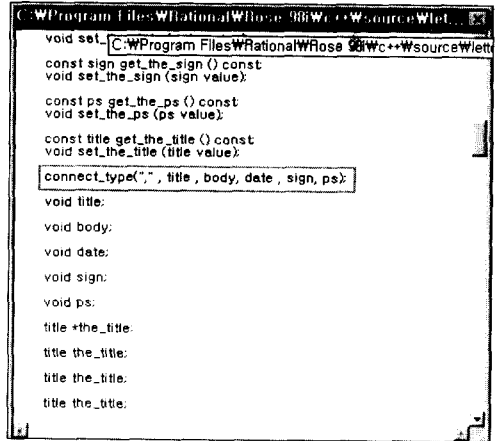 C:₩Program Files₩Rational₩Rose 98i₩c++₩source₩let...
void set_
C:₩Program Files₩Rational₩Rose 98i₩c++₩source₩lette
const sign get_the_sign () const;
void set_the_sign (sign value);
const ps get_the_ps () const;
void set_the_ps (ps value);
const title get_the_title () const;
void set_the_title (title value);
connect_type("," , title , body, date , sign, ps);
void title;
void body;
void date;
void sign;
void ps;
title *the_title;
title the_title;
title the_title;
title the_title;